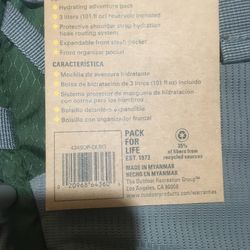 Hydrating adventure pack
3 liters (101 fl oz) reservoir included
Protective shoulder strap hydration
hose routing system
Expandable front stash pocket
Front organizer pocket
CARACTERÍSTICA
Mochila de aventura hidratante
Bolsa de hidratación de 3 litros (101 fl oz) incluido
Sistema protector de manguera de hidratación
con correa para los hombros
Bolsillo delantero expandible
Bolsillo organizador frontal
PACK
FOR
LIFE
EST. 1973
35%
of fibers from
recycled sources
MADE IN MYANMAR
HECHO EN MYANMAR
The Outdoor Recreation Group
Los Angeles, CA 90058
www.outdoorproducts.com/warranties